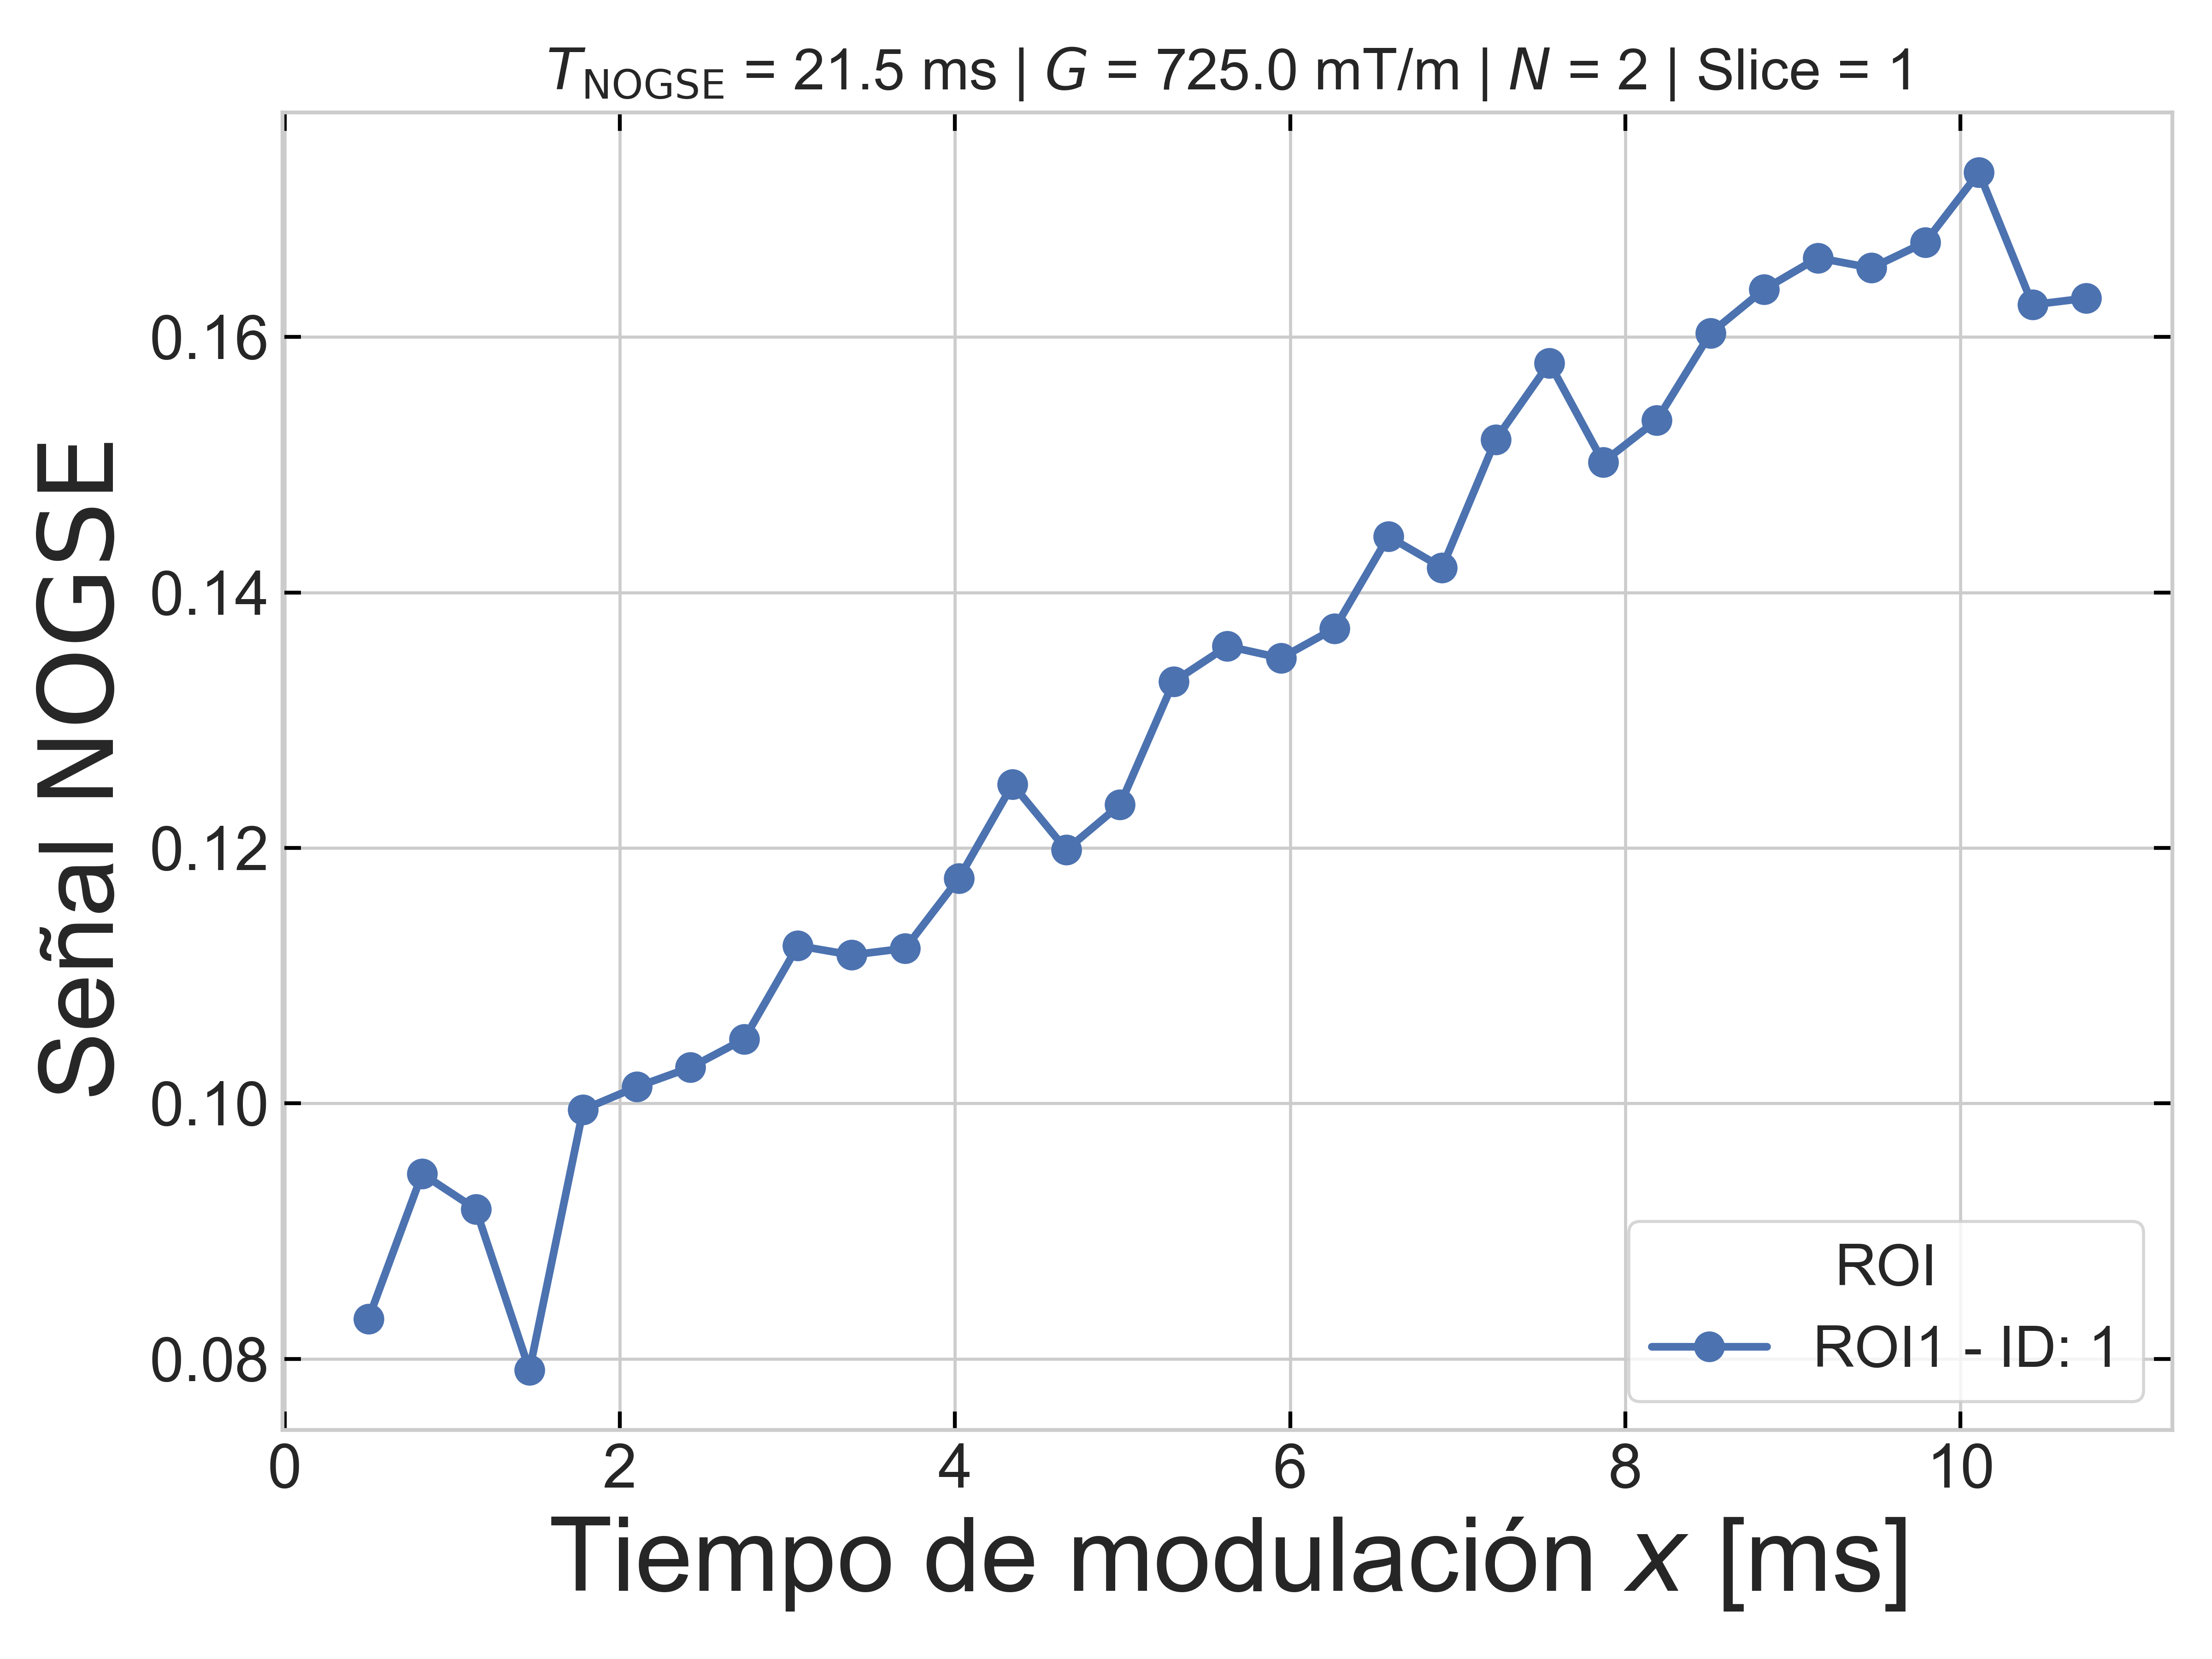 T_NOGSE = 21.5 ms | G = 725.0 mT/m | N = 2 | Slice = 1
Señal NOGSE
0.16
0.14
0.12
0.10
0.08
ROI
ROI1 - ID: 1
0 2 4 6 8 10
Tiempo de modulación x [ms]